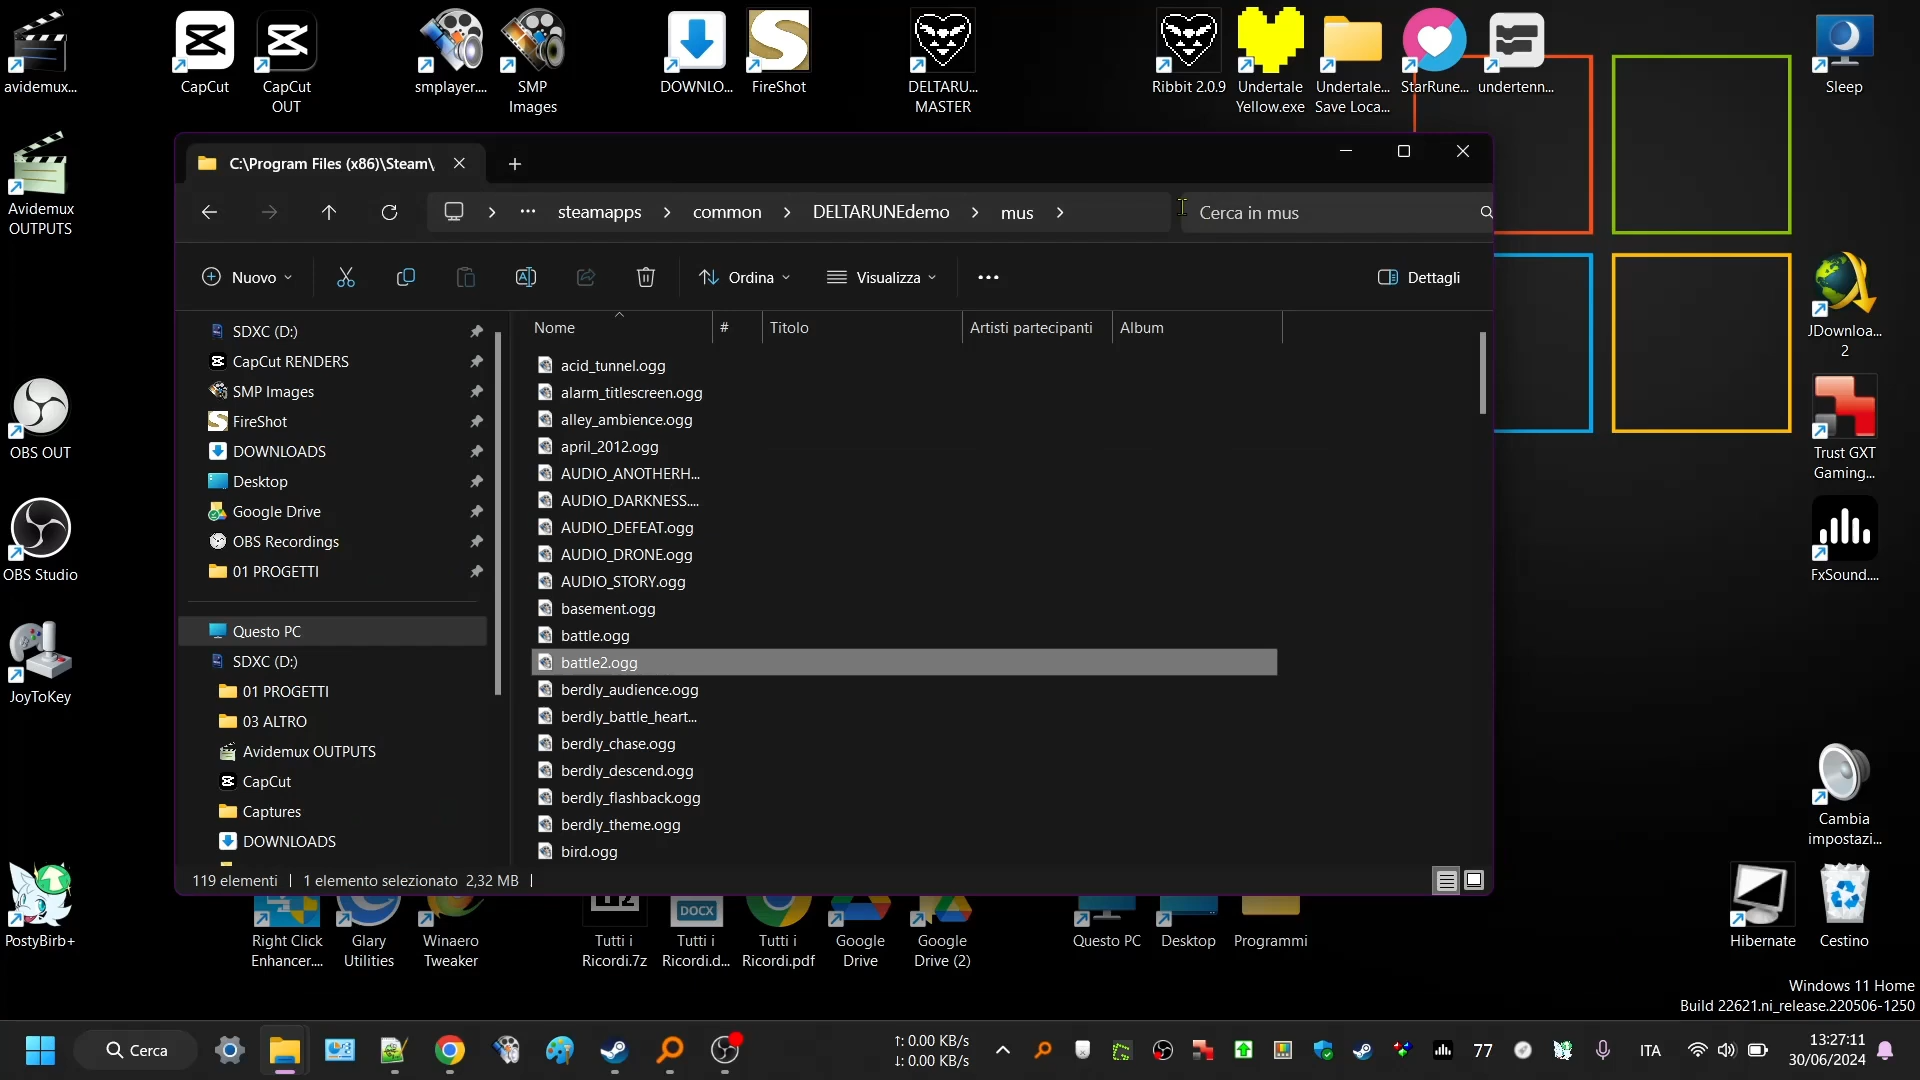 avidemux...
CapCut
CapCut
OUT
smplayer....
SMP
Images
DOWNLO...
FireShot
DELTARU...
MASTER
Ribbit 2.0.9
Undertale
Yellow.exe
Undertale...
Save Loca...
StarRune...
undertenn...
Sleep
Avidemux
OUTPUTS
OBS OUT
OBS Studio
JoyToKey
PostyBirb+
C:\Program Files (x86)\Steam\
steamapps
common
DELTARUNEdemo
mus
Cerca in mus
Nuovo
Ordina
Visualizza
Dettagli
SDXC (D:)
CapCut RENDERS
SMP Images
FireShot
DOWNLOADS
Desktop
Google Drive
OBS Recordings
01 PROGETTI
Questo PC
SDXC (D:)
01 PROGETTI
03 ALTRO
Avidemux OUTPUTS
CapCut
Captures
DOWNLOADS
Nome
#
Titolo
Artisti partecipanti
Album
acid_tunnel.ogg
alarm_titlescreen.ogg
alley_ambience.ogg
april_2012.ogg
AUDIO_ANOTHERH...
AUDIO_DARKNESS....
AUDIO_DEFEAT.ogg
AUDIO_DRONE.ogg
AUDIO_STORY.ogg
basement.ogg
battle.ogg
battle2.ogg
berdly_audience.ogg
berdly_battle_heart...
berdly_chase.ogg
berdly_descend.ogg
berdly_flashback.ogg
berdly_theme.ogg
bird.ogg
119 elementi
1 elemento selezionato 2,32 MB
JDownloa...
2
Trust GXT
Gaming...
FxSound....
Cambia
impostazi...
Hibernate
Cestino
Right Click
Enhancer....
Glary
Utilities
Winaero
Tweaker
Tutti i
Ricordi.7z
DOCX
Tutti i
Ricordi.d...
Tutti i
Ricordi.pdf
Google
Drive
Google
Drive (2)
Questo PC
Desktop
Programmi
Windows 11 Home
Build 22621.ni_release.220506-1250
Cerca
↑: 0.00 KB/s
↓: 0.00 KB/s
77
ITA
13:27:11
30/06/2024